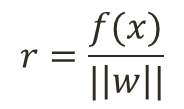 r = f(x) / ||w||